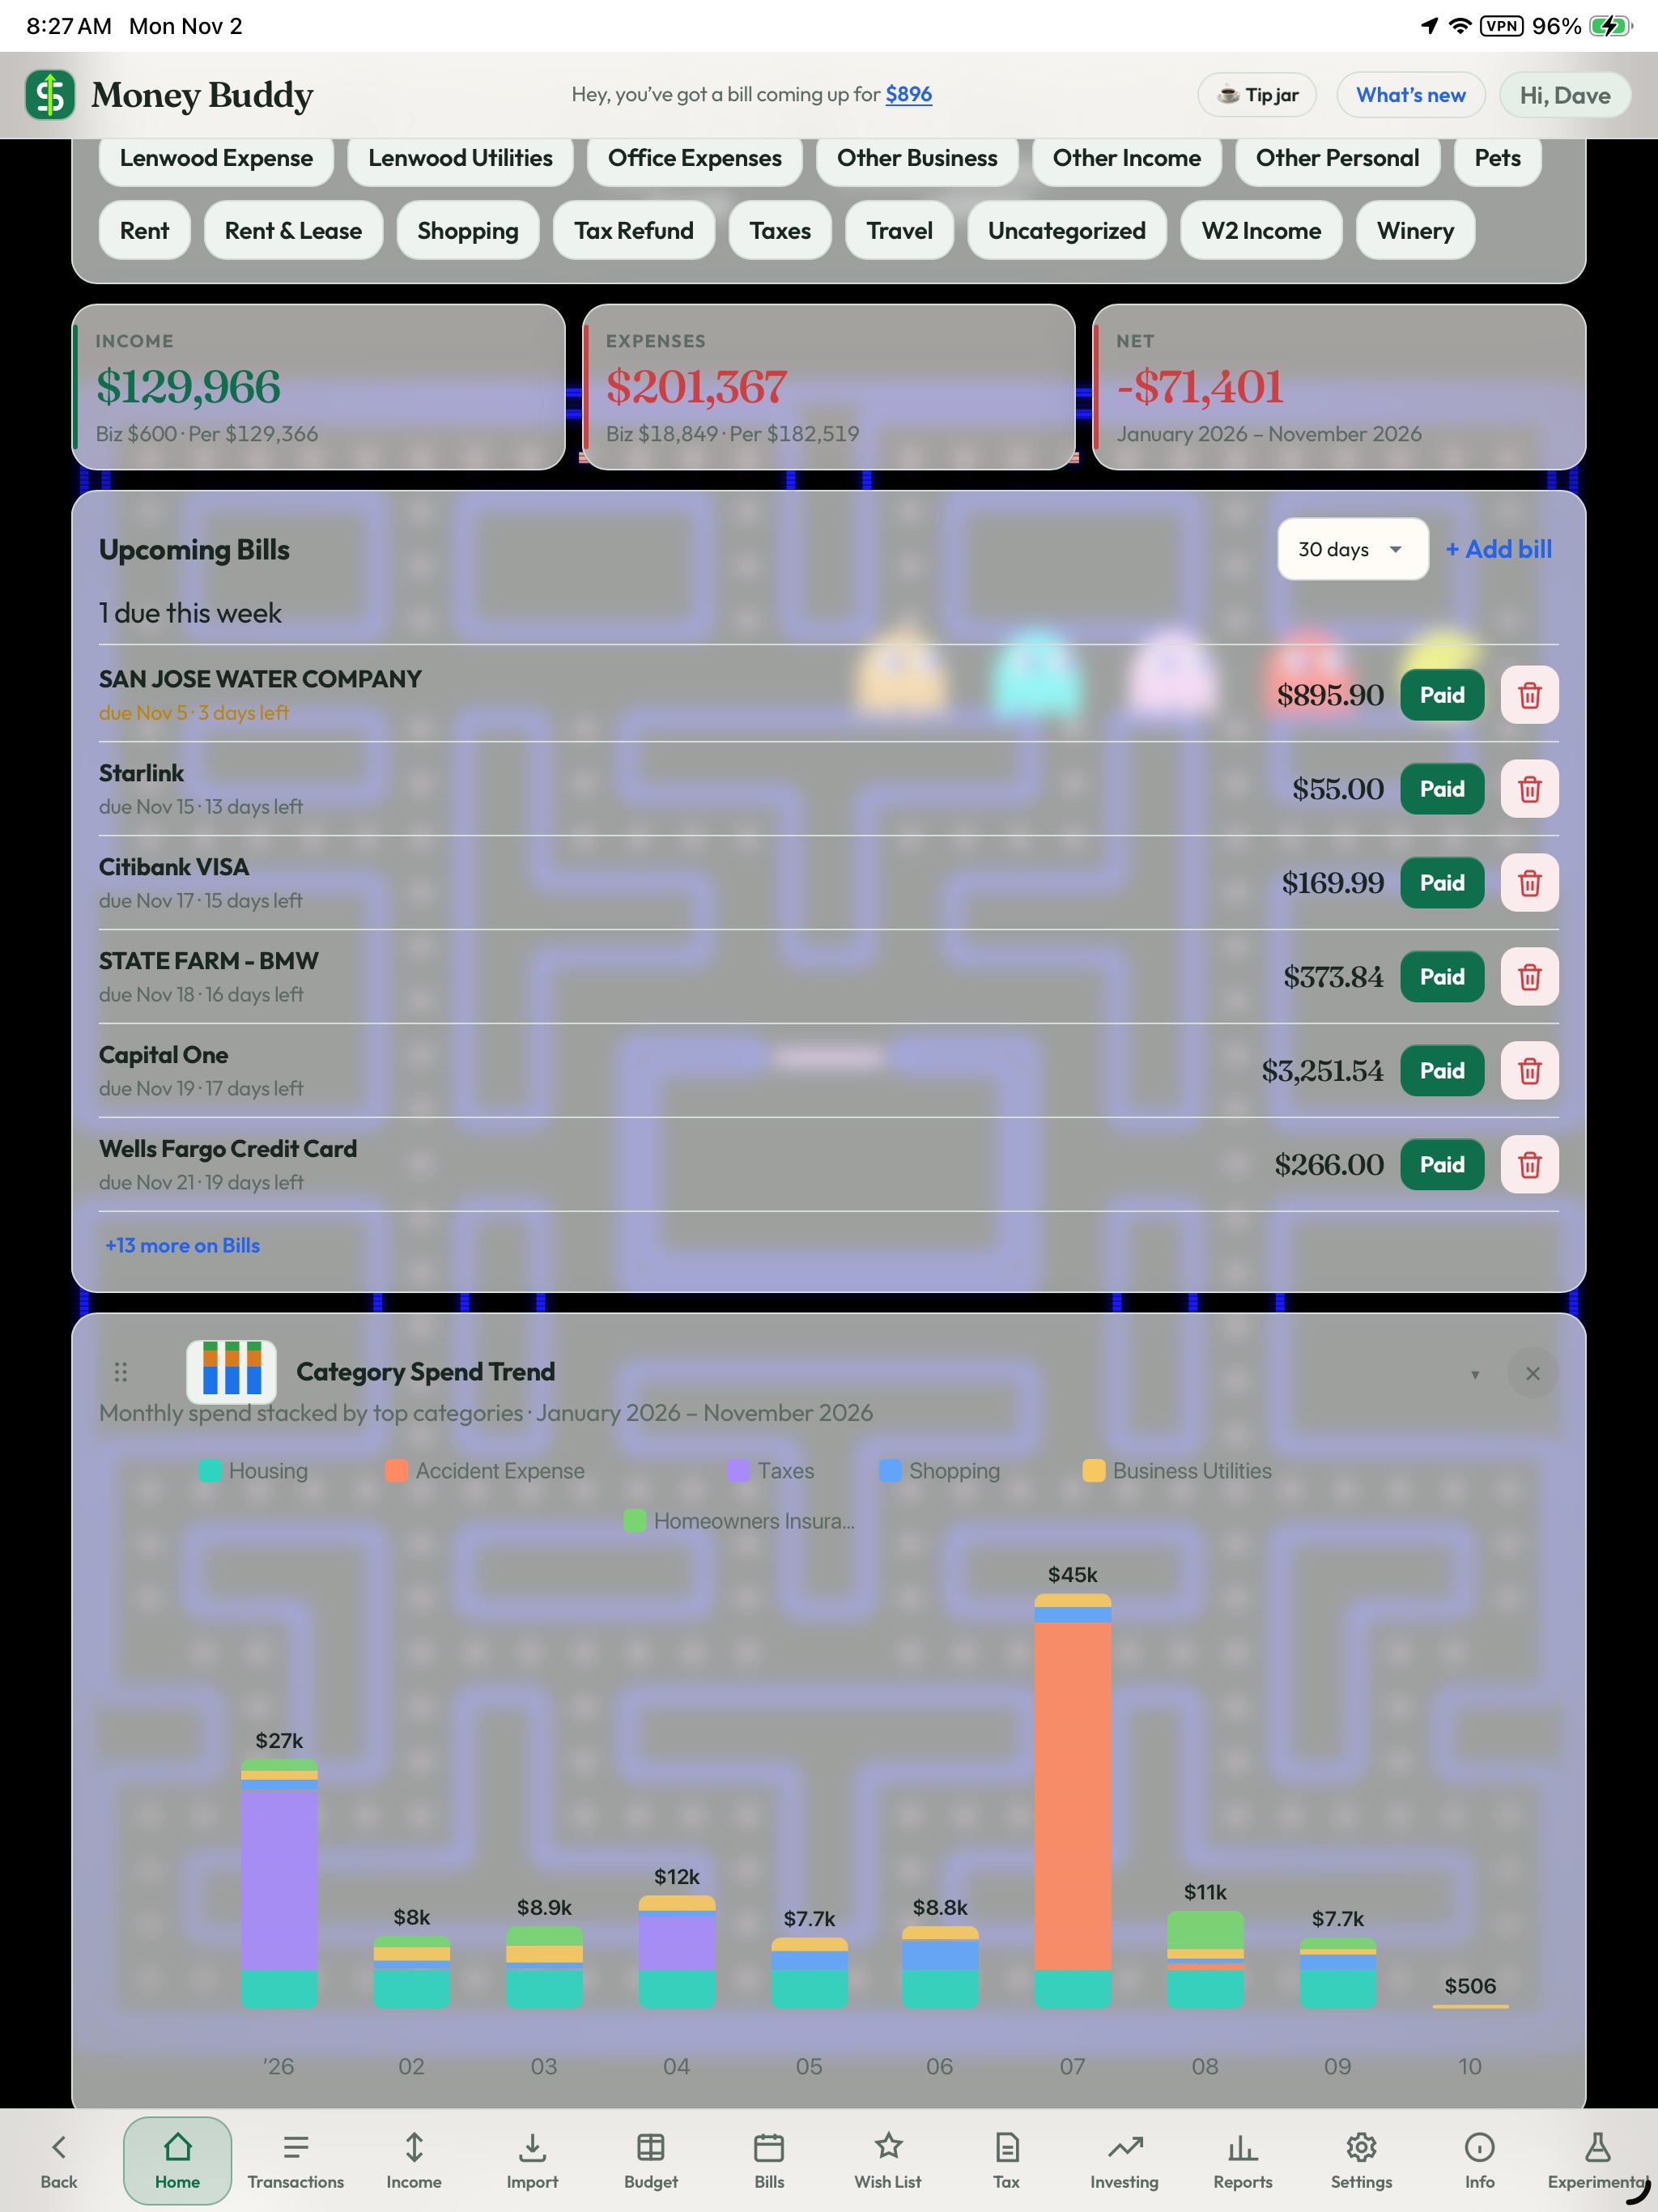 8:27 AM Mon Nov 2
VPN 96%
Money Buddy
Hey, you've got a bill coming up for $896
Tip jar
What's new
Hi, Dave
Lenwood Expense Lenwood Utilities Office Expenses Other Business Other Income Other Personal Pets
Rent Rent & Lease Shopping Tax Refund Taxes Travel Uncategorized W2 Income Winery
INCOME
$129,966
Biz $600 · Per $129,366
EXPENSES
$201,367
Biz $18,849 · Per $182,519
NET
-$71,401
January 2026 – November 2026
Upcoming Bills
30 days
+ Add bill
1 due this week
SAN JOSE WATER COMPANY
due Nov 5 · 3 days left
$895.90 Paid
Starlink
due Nov 15 · 13 days left
$55.00 Paid
Citibank VISA
due Nov 17 · 15 days left
$169.99 Paid
STATE FARM - BMW
due Nov 18 · 16 days left
$373.84 Paid
Capital One
due Nov 19 · 17 days left
$3,251.54 Paid
Wells Fargo Credit Card
due Nov 21 · 19 days left
$266.00 Paid
+13 more on Bills
Category Spend Trend
Monthly spend stacked by top categories · January 2026 – November 2026
Housing Accident Expense Taxes Shopping Business Utilities
Homeowners Insura...
$45k
$27k
$12k
$11k
$8k
$8.9k
$7.7k
$8.8k
$7.7k
$506
'26 02 03 04 05 06 07 08 09 10
Back Home Transactions Income Import Budget Bills Wish List Tax Investing Reports Settings Info Experimental